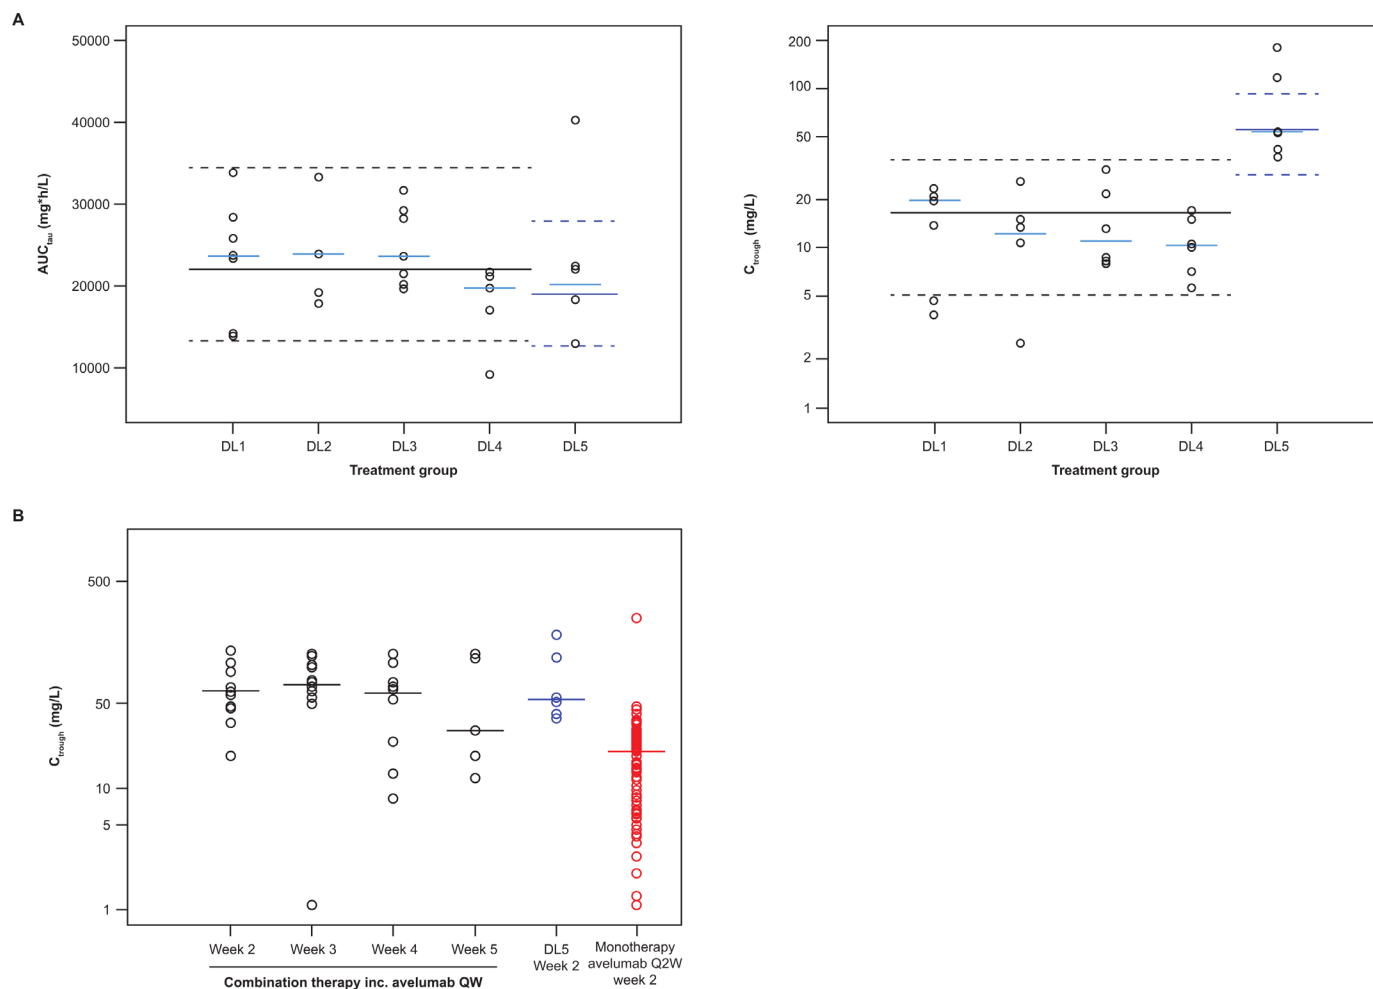 A
50000
40000
30000
20000
10000
AUCtau (mg*h/L)
DL1 DL2 DL3 DL4 DL5
Treatment group
200
100
50
20
10
5
2
1
Ctrough (mg/L)
DL1 DL2 DL3 DL4 DL5
Treatment group
B
500
50
10
5
1
Ctrough (mg/L)
Week 2 Week 3 Week 4 Week 5
Combination therapy inc. avelumab QW
DL5
Week 2
Monotherapy
avelumab Q2W
week 2